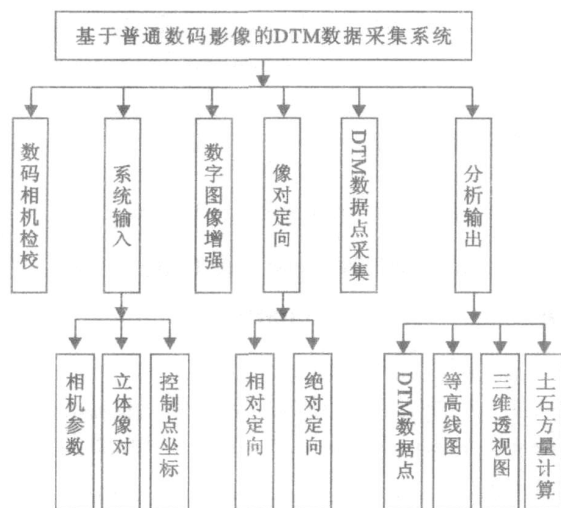 基于普通数码影像的DTM数据采集系统
数码相机检校
系统输入
数字图像增强
像对定向
DTM数据点采集
分析输出
相机参数
立体像对
控制点坐标
相对定向
绝对定向
DTM数据点
等高线图
三维透视图
土石方量计算